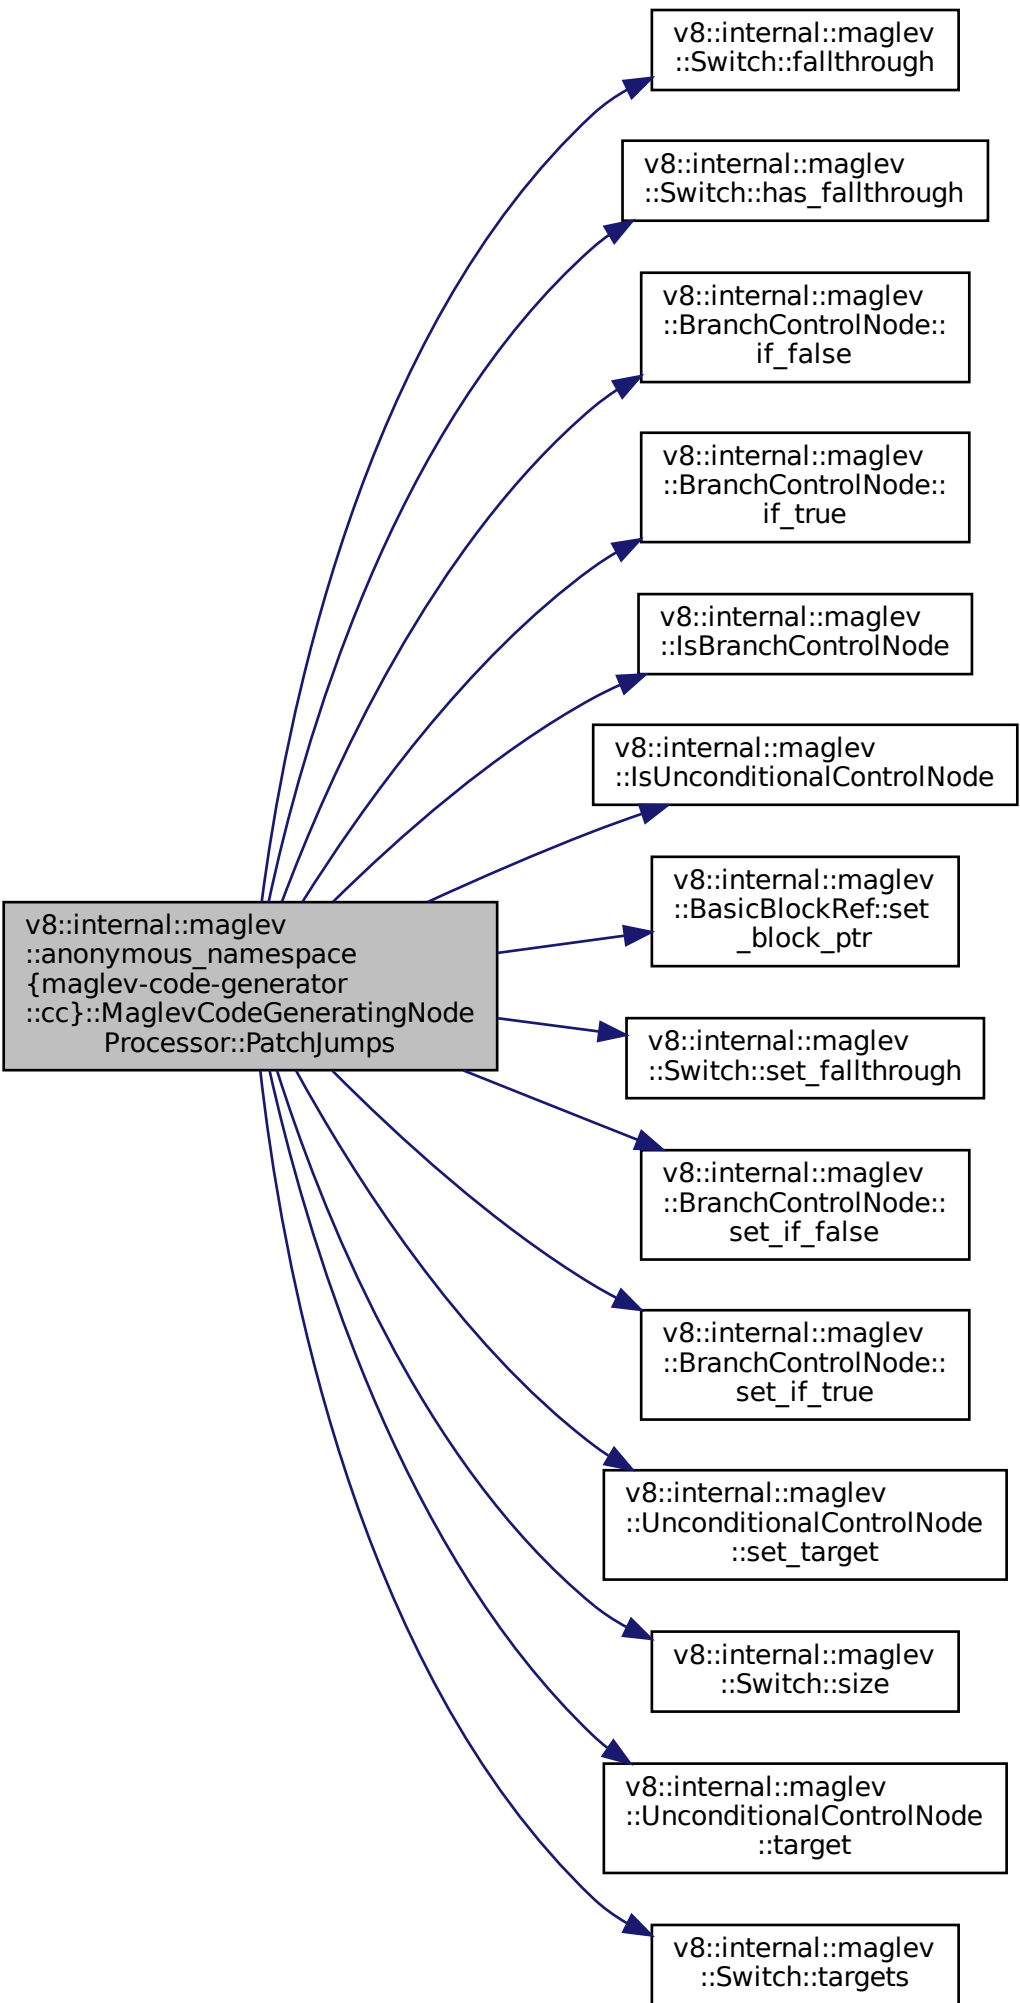 v8::internal::maglev
::Switch::fallthrough
v8::internal::maglev
::Switch::has_fallthrough
v8::internal::maglev
::BranchControlNode::
if_false
v8::internal::maglev
::BranchControlNode::
if_true
v8::internal::maglev
::IsBranchControlNode
v8::internal::maglev
::IsUnconditionalControlNode
v8::internal::maglev
::BasicBlockRef::set
_block_ptr
v8::internal::maglev
::anonymous_namespace
{maglev-code-generator
::cc}::MaglevCodeGeneratingNode
Processor::PatchJumps
v8::internal::maglev
::Switch::set_fallthrough
v8::internal::maglev
::BranchControlNode::
set_if_false
v8::internal::maglev
::BranchControlNode::
set_if_true
v8::internal::maglev
::UnconditionalControlNode
::set_target
v8::internal::maglev
::Switch::size
v8::internal::maglev
::UnconditionalControlNode
::target
v8::internal::maglev
::Switch::targets